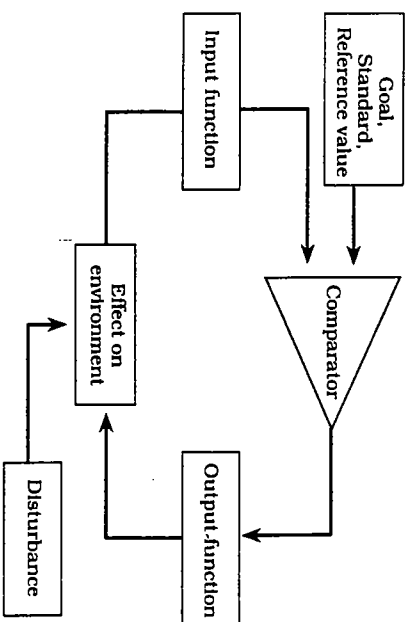 Goal,
Standard,
Reference value
Comparator
Input function
Output-function
Effect on
environment
Disturbance